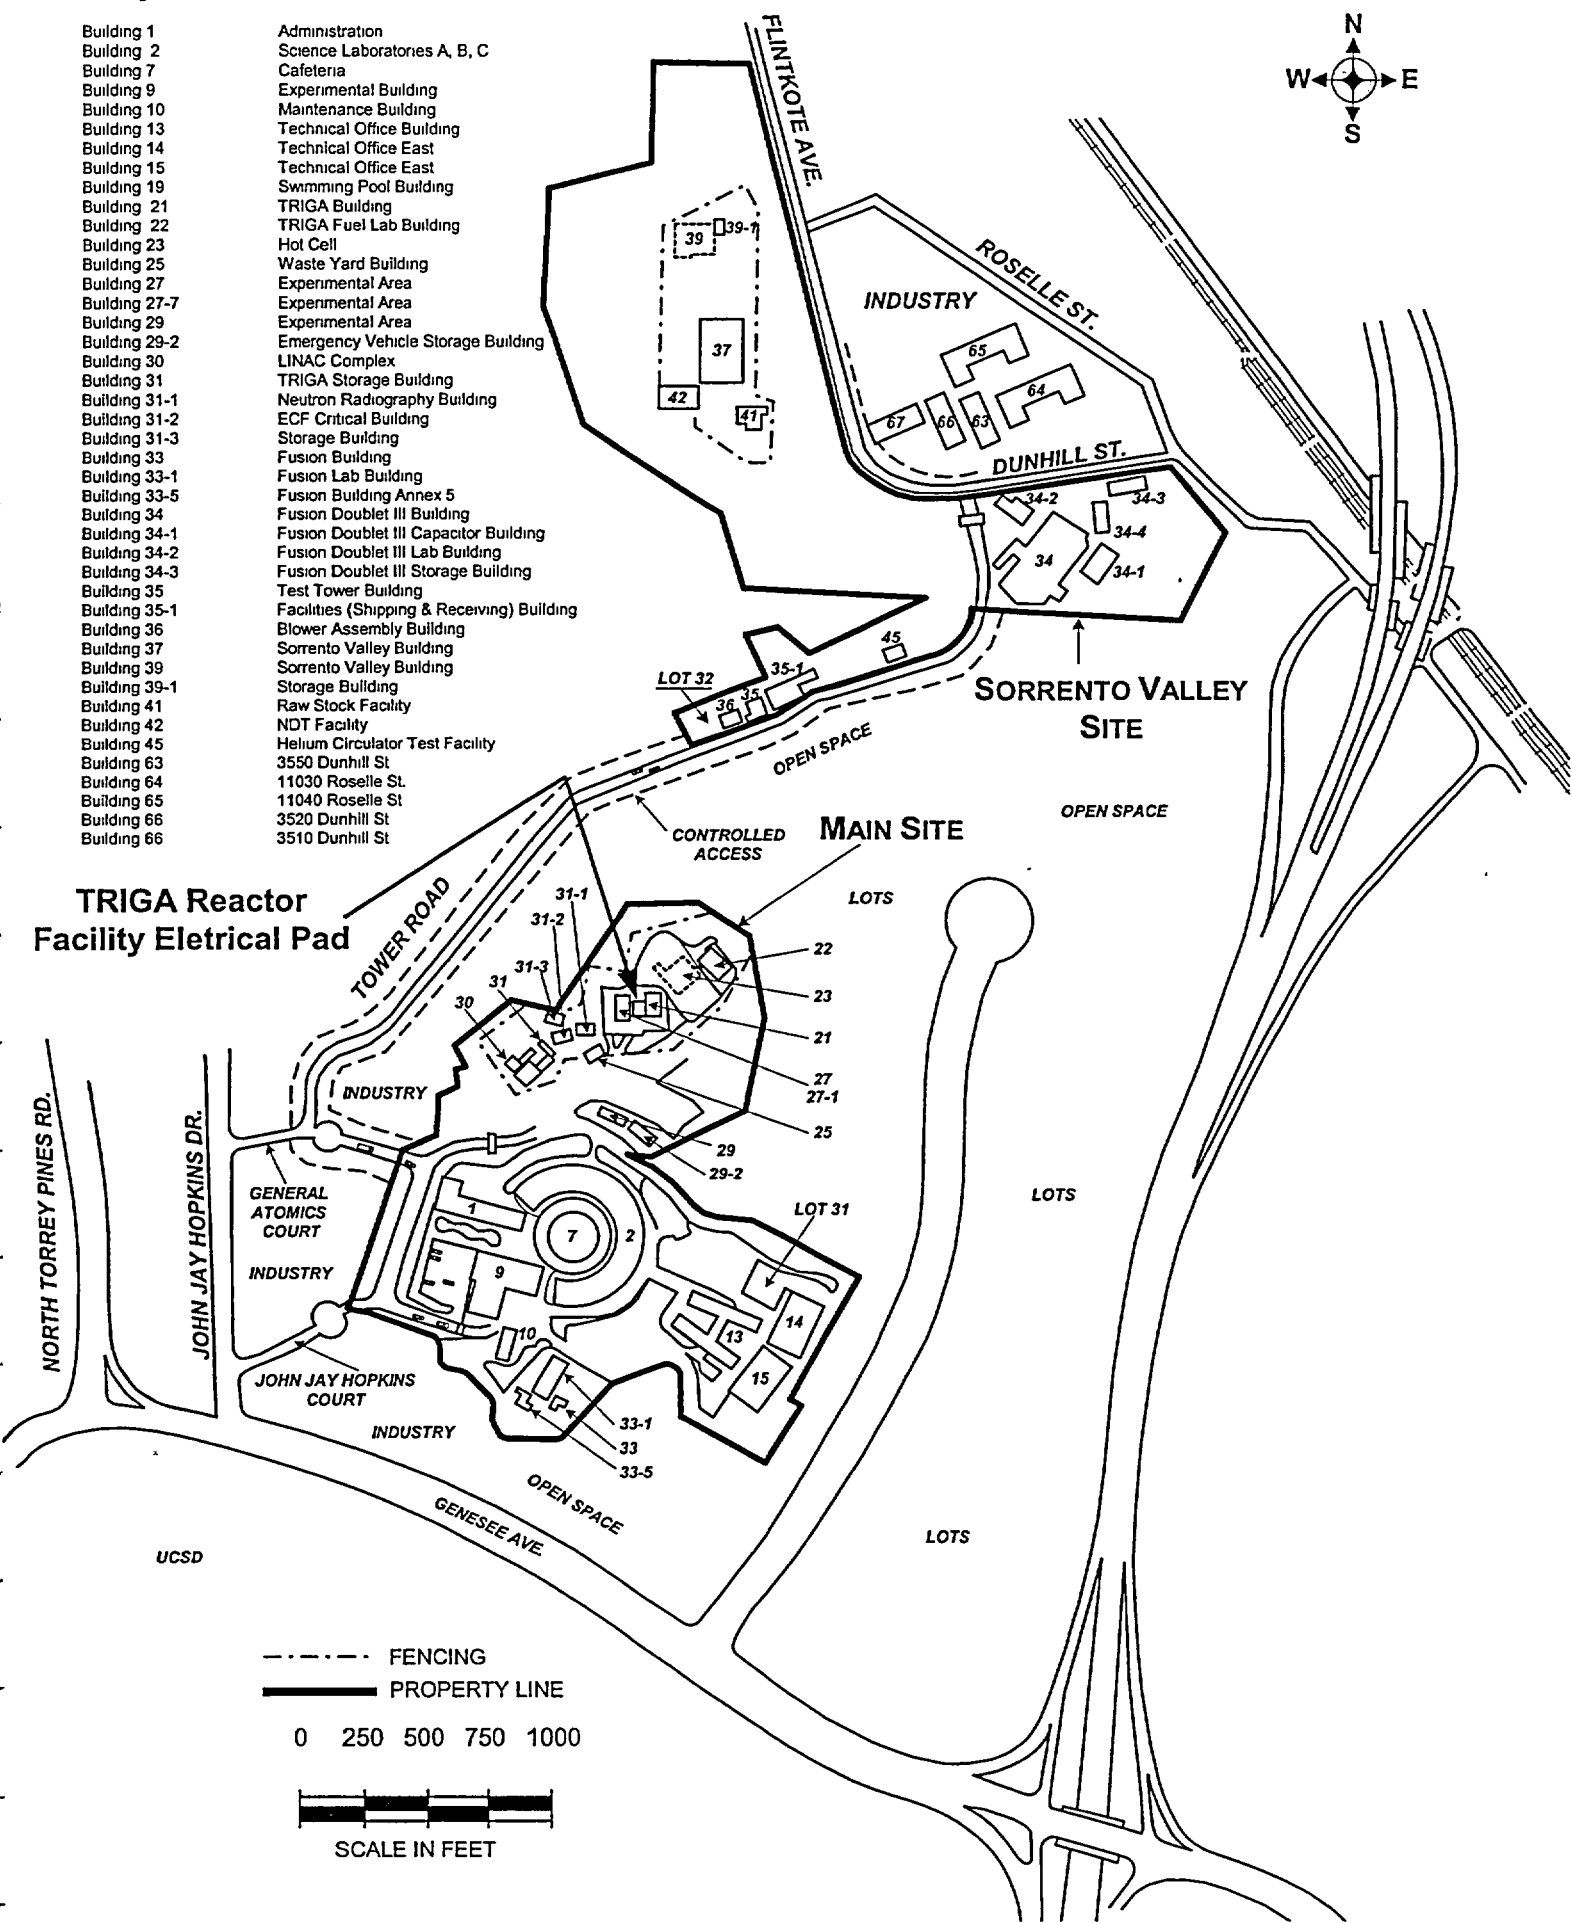 Building 1 Administration
Building 2 Science Laboratories A, B, C
Building 7 Cafeteria
Building 9 Experimental Building
Building 10 Maintenance Building
Building 13 Technical Office Building
Building 14 Technical Office East
Building 15 Technical Office East
Building 19 Swimming Pool Building
Building 21 TRIGA Building
Building 22 TRIGA Fuel Lab Building
Building 23 Hot Cell
Building 25 Waste Yard Building
Building 27 Experimental Area
Building 27-7 Experimental Area
Building 29 Experimental Area
Building 29-2 Emergency Vehicle Storage Building
Building 30 LINAC Complex
Building 31 TRIGA Storage Building
Building 31-1 Neutron Radiography Building
Building 31-2 ECF Critical Building
Building 31-3 Storage Building
Building 33 Fusion Building
Building 33-1 Fusion Lab Building
Building 33-5 Fusion Building Annex 5
Building 34 Fusion Doublet III Building
Building 34-1 Fusion Doublet III Capacitor Building
Building 34-2 Fusion Doublet III Lab Building
Building 34-3 Fusion Doublet III Storage Building
Building 35 Test Tower Building
Building 35-1 Facilities (Shipping & Receiving) Building
Building 36 Blower Assembly Building
Building 37 Sorrento Valley Building
Building 39 Sorrento Valley Building
Building 39-1 Storage Building
Building 41 Raw Stock Facility
Building 42 NDT Facility
Building 45 Helium Circulator Test Facility
Building 63 3550 Dunhill St
Building 64 11030 Roselle St.
Building 65 11040 Roselle St
Building 66 3520 Dunhill St
Building 66 3510 Dunhill St
N
W E
S
FLINTKOTE AVE.
ROSELLE ST.
INDUSTRY
39
39-1
37
42
41
65
64
67
66
63
DUNHILL ST.
34-2
34-3
34-4
34
34-1
45
35-1
LOT 32
35
36
SORRENTO VALLEY
SITE
OPEN SPACE
OPEN SPACE
CONTROLLED
ACCESS
MAIN SITE
LOTS
TRIGA Reactor
Facility Eletrical Pad
TOWER ROAD
31-1
31-2
31-3
31
30
22
23
21
27
27-1
25
29
29-2
INDUSTRY
NORTH TORREY PINES RD.
JOHN JAY HOPKINS DR.
GENERAL
ATOMICS
COURT
INDUSTRY
LOTS
LOT 31
1
7
2
9
10
13
14
15
JOHN JAY HOPKINS
COURT
INDUSTRY
33-1
33
33-5
OPEN SPACE
GENESEE AVE.
UCSD
LOTS
FENCING
PROPERTY LINE
0 250 500 750 1000
SCALE IN FEET